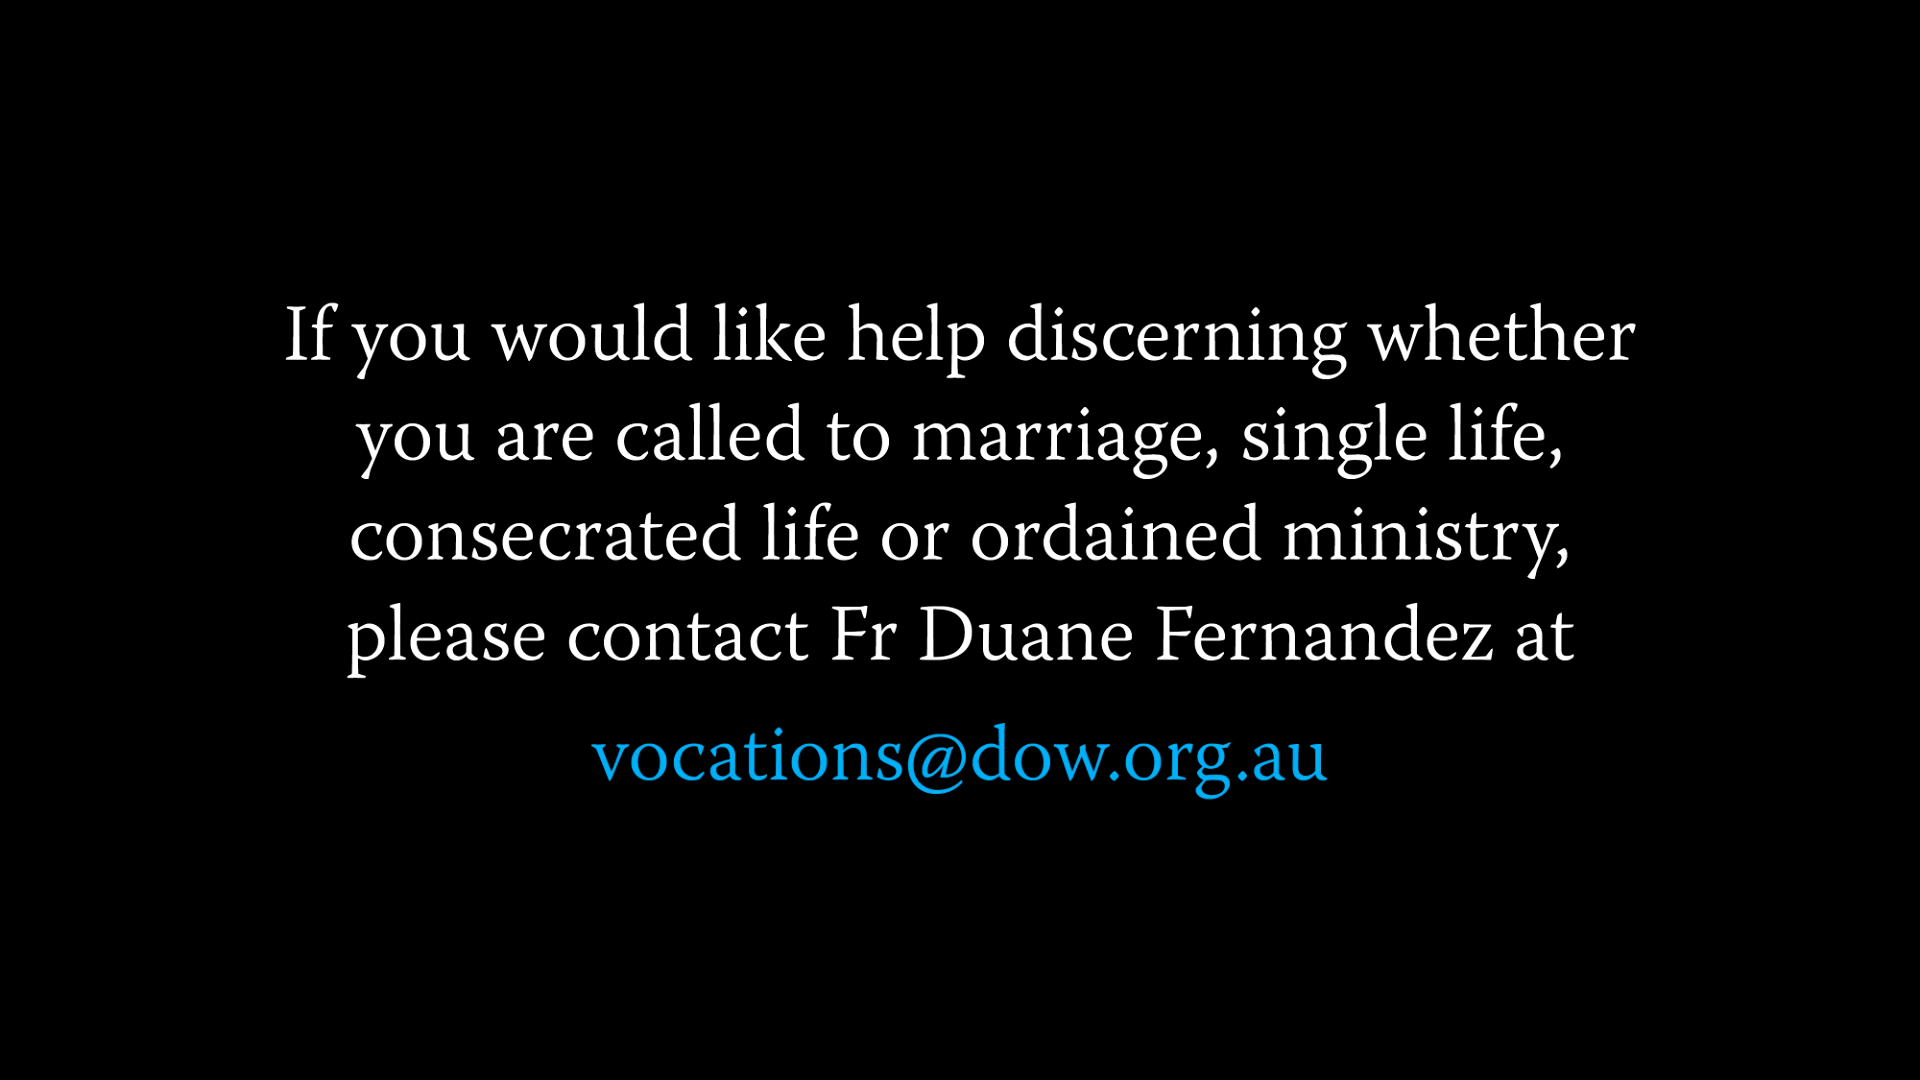 If you would like help discerning whether
you are called to marriage, single life,
consecrated life or ordained ministry,
please contact Fr Duane Fernandez at
vocations@dow.org.au